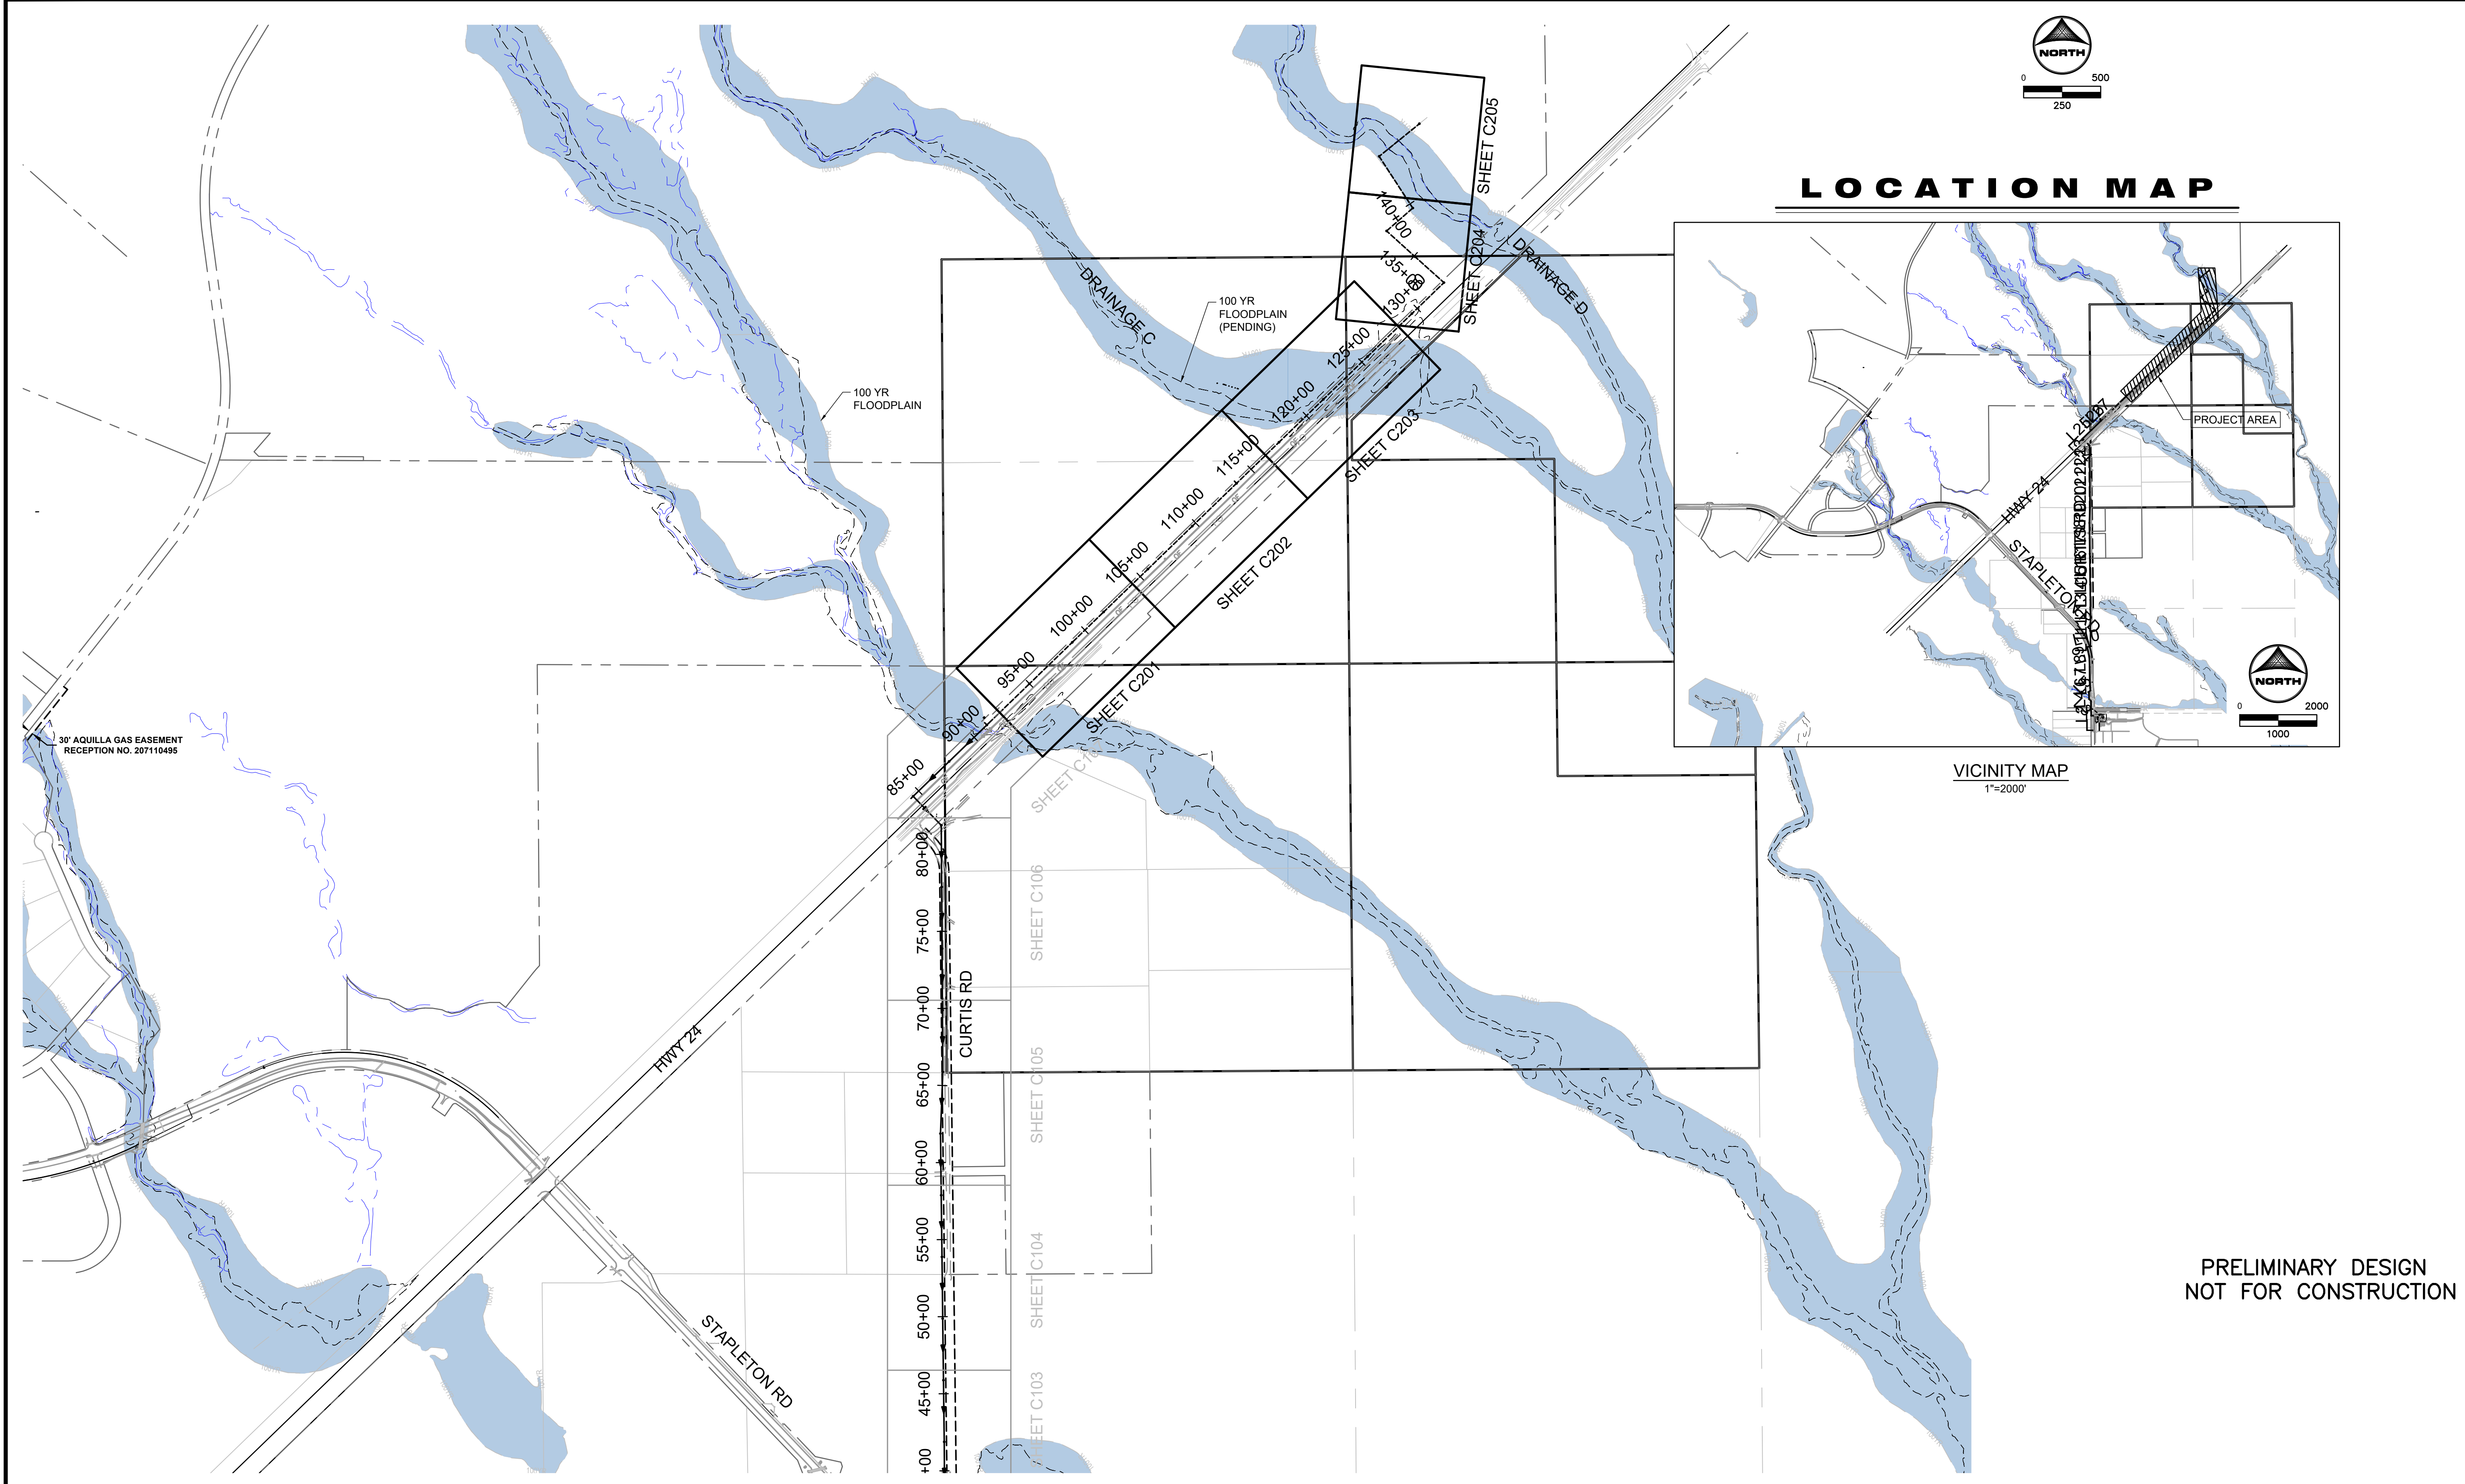 NORTH
0 500
250
LOCATION MAP
SHEET C205
SHEET C204
140+00
135+00
130+00
125+00
120+00
115+00
110+00
105+00
100+00
95+00
90+00
85+00
80+00
75+00
70+00
65+00
60+00
55+00
50+00
45+00
+00
DRAINAGE D
DRAINAGE C
100 YR
FLOODPLAIN
(PENDING)
100 YR
FLOODPLAIN
SHEET C203
SHEET C202
SHEET C201
SHEET C106
SHEET C105
SHEET C104
SHEET C103
CURTIS RD
HWY 24
STAPLETON RD
30' AQUILLA GAS EASEMENT
RECEPTION NO. 207110495
PROJECT AREA
HWY 24
STAPLETON RD
NORTH
0 2000
1000
VICINITY MAP
1"=2000'
PRELIMINARY DESIGN
NOT FOR CONSTRUCTION